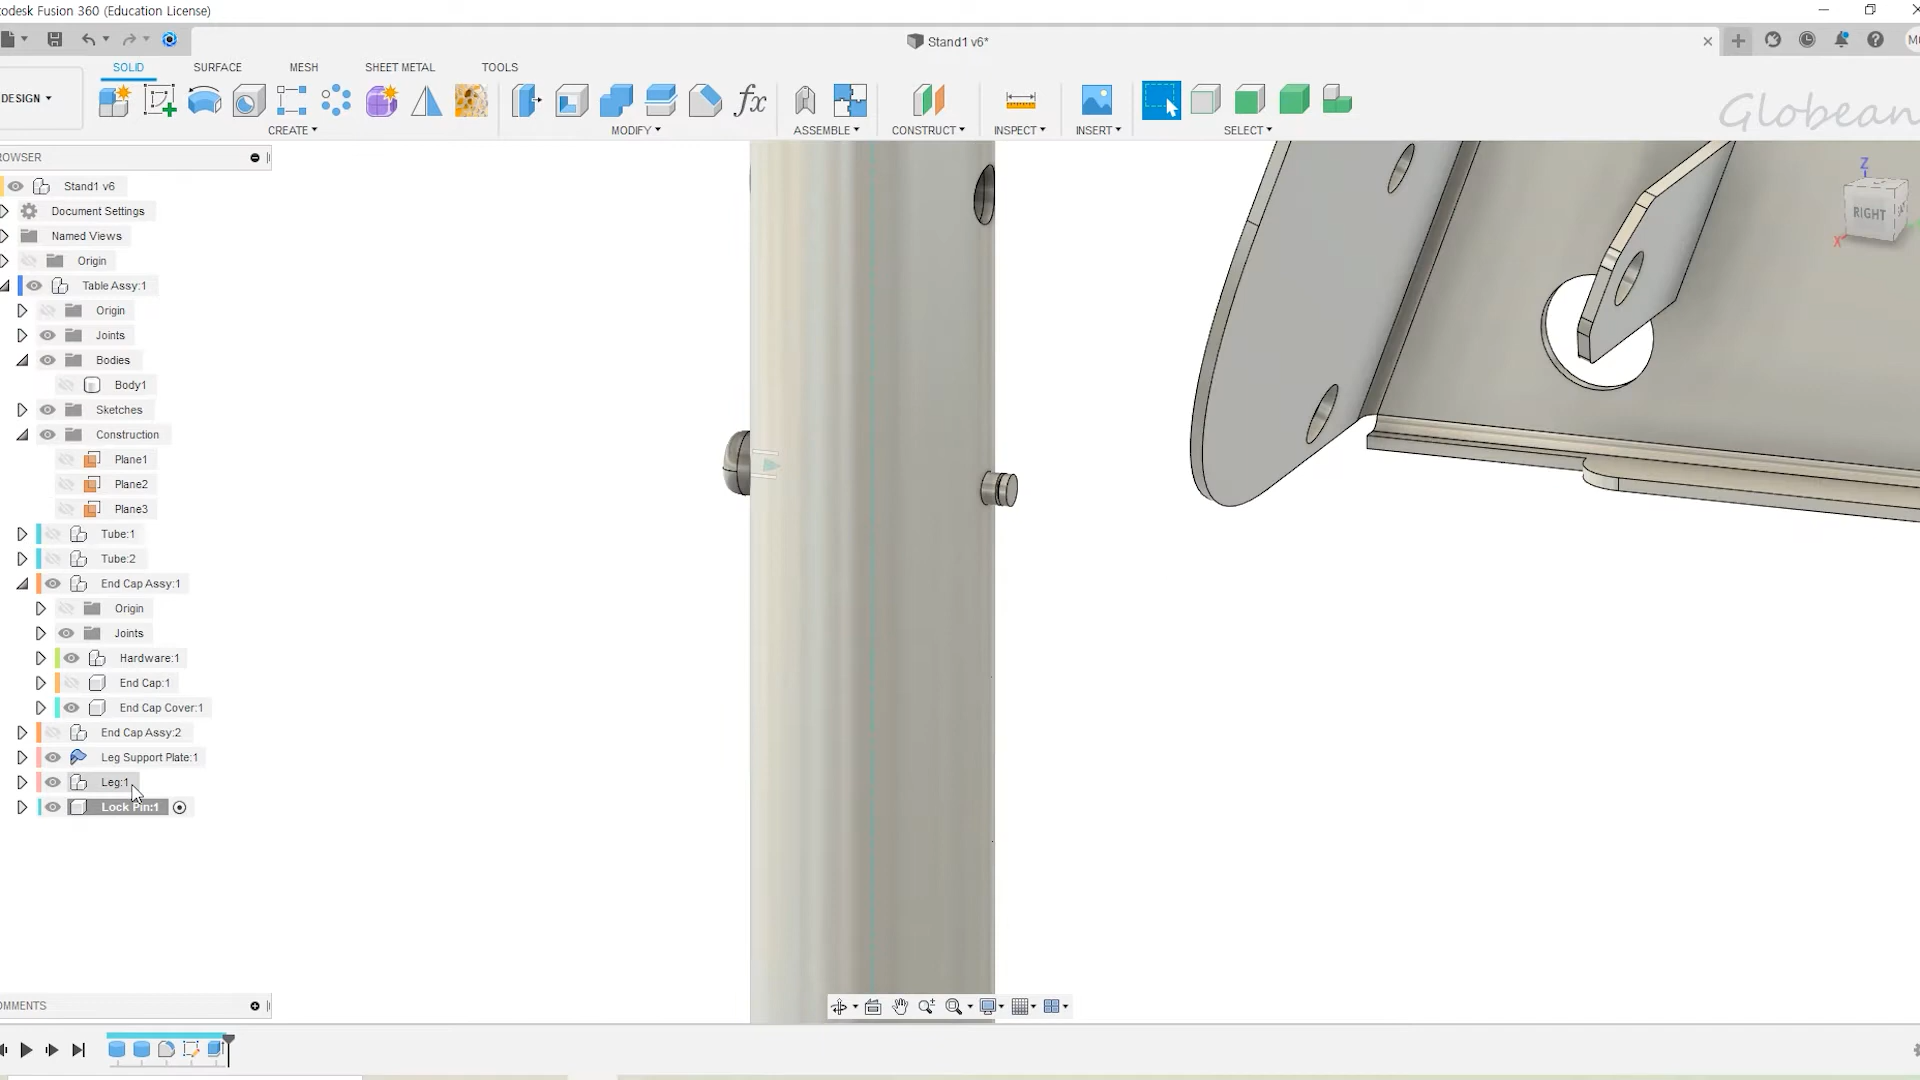 todesk Fusion 360 (Education License)
Stand1 v6*
SOLID SURFACE MESH SHEET METAL TOOLS
DESIGN
fx
CREATE MODIFY ASSEMBLE CONSTRUCT INSPECT INSERT SELECT
Globean
ROWSER
Stand1 v6
Document Settings
Named Views
Origin
Table Assy:1
Origin
Joints
Bodies
Body1
Sketches
Construction
Plane1
Plane2
Plane3
Tube:1
Tube:2
End Cap Assy:1
Origin
Joints
Hardware:1
End Cap:1
End Cap Cover:1
End Cap Assy:2
Leg Support Plate:1
Leg:1
Lock Pin:1
Z
RIGHT
X
OMMENTS